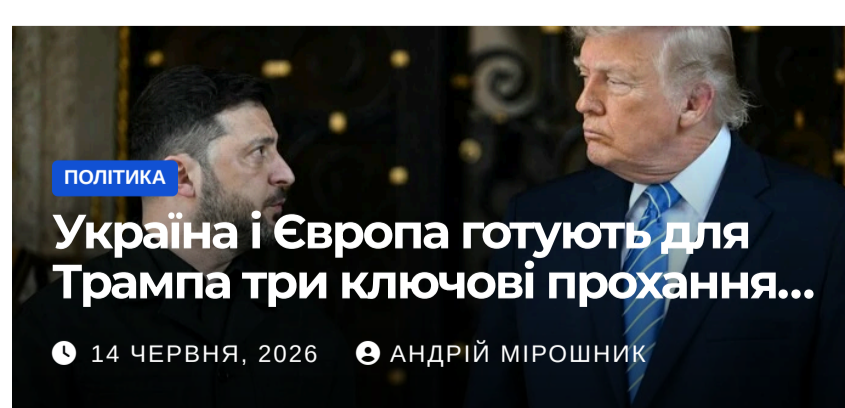 ПОЛІТИКА
Україна і Європа готують для
Трампа три ключові прохання...
14 ЧЕРВНЯ, 2026 АНДРІЙ МІРОШНИК